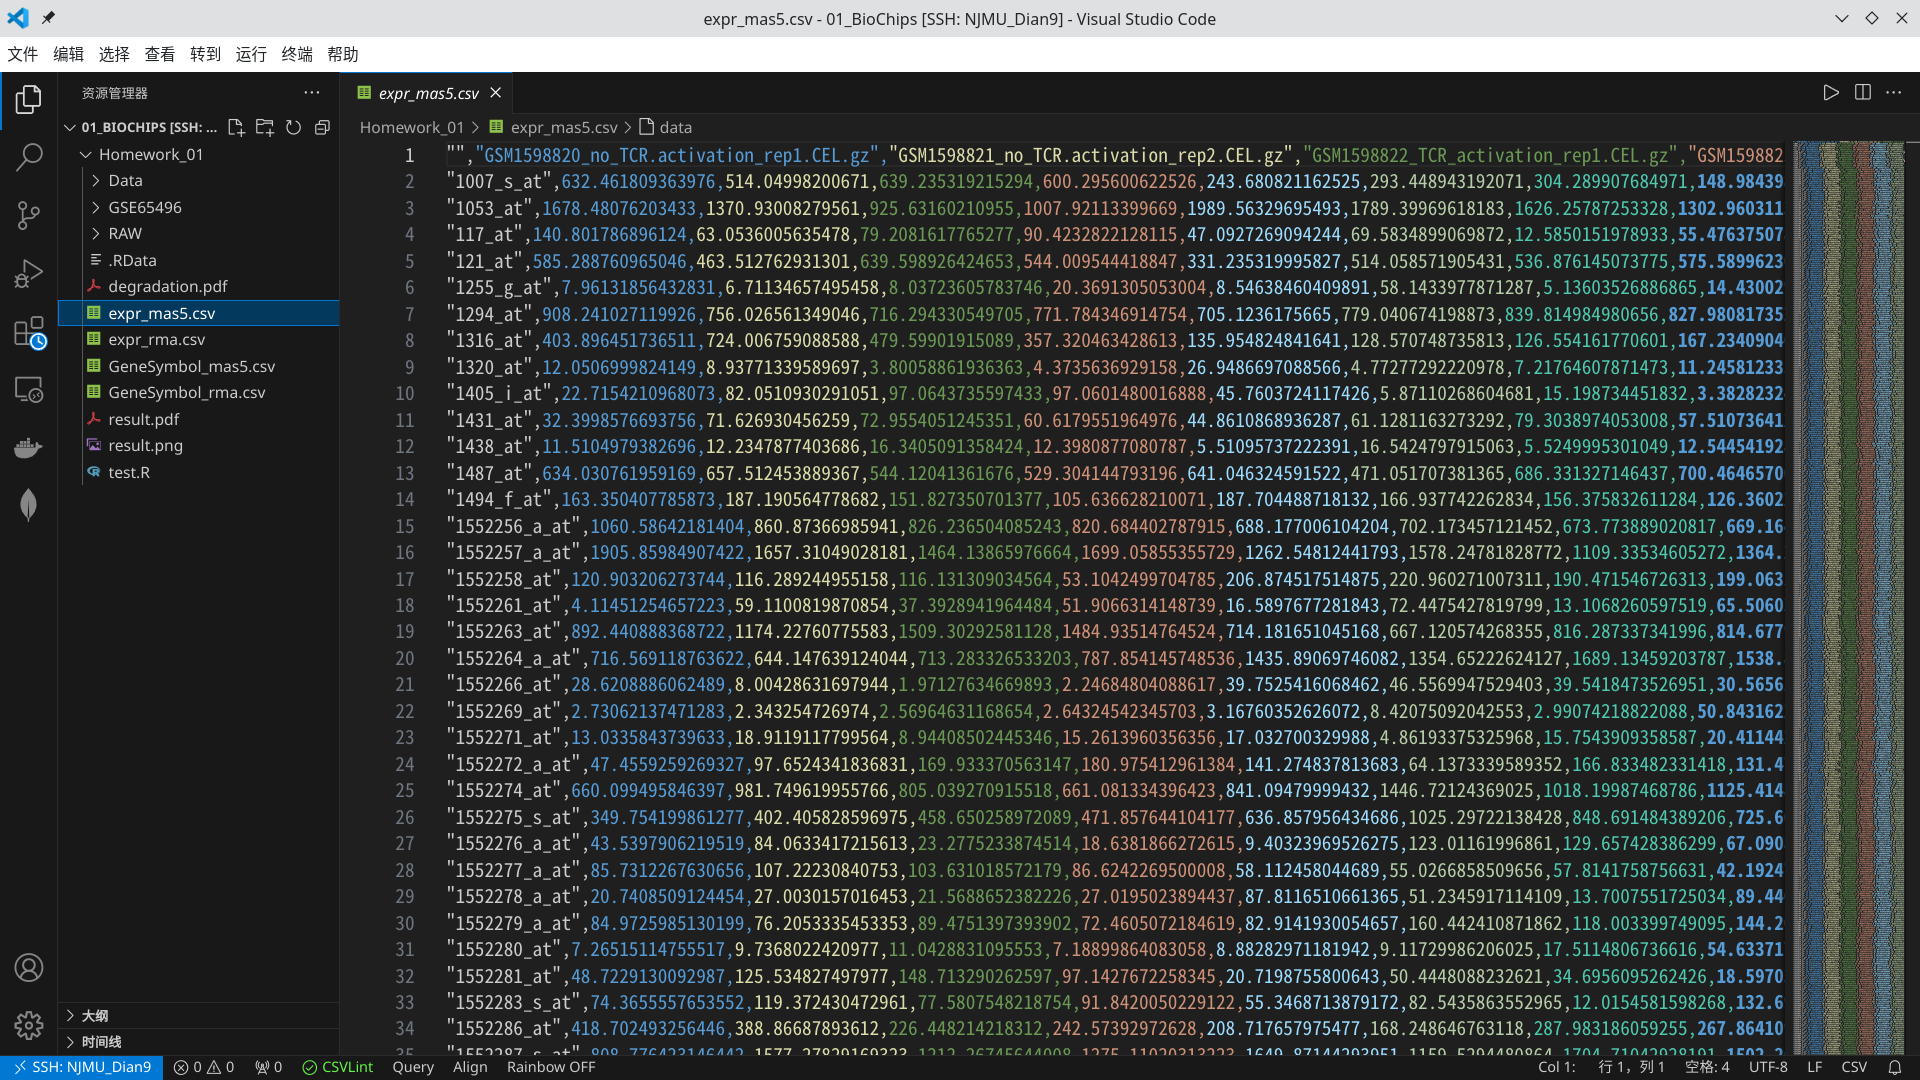 expr_mas5.csv - 01_BioChips [SSH: NJMU_Dian9] - Visual Studio Code
文件 编辑 选择 查看 转到 运行 终端 帮助
资源管理器
01_BIOCHIPS [SSH: ...
Homework_01
Data
GSE65496
RAW
.RData
degradation.pdf
expr_mas5.csv
expr_rma.csv
GeneSymbol_mas5.csv
GeneSymbol_rma.csv
result.pdf
result.png
test.R
大纲
时间线
expr_mas5.csv
Homework_01 > expr_mas5.csv > data
1 "","GSM1598820_no_TCR.activation_rep1.CEL.gz","GSM1598821_no_TCR.activation_rep2.CEL.gz","GSM1598822_TCR_activation_rep1.CEL.gz","GSM159882
2 "1007_s_at",632.461809363976,514.04998200671,639.235319215294,600.295600622526,243.680821162525,293.448943192071,304.289907684971,148.98439
3 "1053_at",1678.48076203433,1370.93008279561,925.63160210955,1007.92113399669,1989.56329695493,1789.39969618183,1626.25787253328,1302.960311
4 "117_at",140.801786896124,63.0536005635478,79.2081617765277,90.4232822128115,47.0927269094244,69.5834899069872,12.5850151978933,55.47637507
5 "121_at",585.288760965046,463.512762931301,639.598926424653,544.009544418847,331.235319995827,514.058571905431,536.876145073775,575.5899623
6 "1255_g_at",7.96131856432831,6.71134657495458,8.03723605783746,20.3691305053004,8.54638460409891,58.1433977871287,5.13603526886865,14.43002
7 "1294_at",908.241027119926,756.026561349046,716.294330549705,771.784346914754,705.1236175665,779.040674198873,839.814984980656,827.98081735
8 "1316_at",403.896451736511,724.006759088588,479.59901915089,357.320463428613,135.954824841641,128.570748735813,126.554161770601,167.2340904
9 "1320_at",12.0506999824149,8.93771339589697,3.80058861936363,4.3735636929158,26.9486697088566,4.77277292220978,7.21764607871473,11.24581233
10 "1405_i_at",22.7154210968073,82.0510930291051,97.0643735597433,97.0601480016888,45.7603724117426,5.87110268604681,15.198734451832,3.3828232
11 "1431_at",32.3998576693756,71.626930456259,72.9554051245351,60.6179551964976,44.8610868936287,61.1281163273292,79.3038974053008,57.51073641
12 "1438_at",11.5104979382696,12.2347877403686,16.3405091358424,12.3980877080787,5.51095737222391,16.5424797915063,5.5249995301049,12.54454192
13 "1487_at",634.030761959169,657.512453889367,544.12041361676,529.304144793196,641.046324591522,471.051707381365,686.331327146437,700.4646570
14 "1494_f_at",163.350407785873,187.190564778682,151.827350701377,105.636628210071,187.704488718132,166.937742262834,156.375832611284,126.3602
15 "1552256_a_at",1060.58642181404,860.87366985941,826.236504085243,820.684402787915,688.177006104204,702.173457121452,673.773889020817,669.16
16 "1552257_a_at",1905.85984907422,1657.31049028181,1464.13865976664,1699.05855355729,1262.54812441793,1578.24781828772,1109.33534605272,1364.
17 "1552258_at",120.903206273744,116.289244955158,116.131309034564,53.1042499704785,206.874517514875,220.960271007311,190.471546726313,199.063
18 "1552261_at",4.11451254657223,59.1100819870854,37.3928941964484,51.9066314148739,16.5897677281843,72.4475427819799,13.1068260597519,65.5060
19 "1552263_at",892.440888368722,1174.22760775583,1509.30292581128,1484.93514764524,714.181651045168,667.120574268355,816.287337341996,814.677
20 "1552264_a_at",716.569118763622,644.147639124044,713.283326533203,787.854145748536,1435.89069746082,1354.65222624127,1689.13459203787,1538.
21 "1552266_at",28.6208886062489,8.00428631697944,1.97127634669893,2.24684804088617,39.7525416068462,46.5569947529403,39.5418473526951,30.5656
22 "1552269_at",2.73062137471283,2.343254726974,2.56964631168654,2.64324542345703,3.16760352626072,8.42075092042553,2.99074218822088,50.843162
23 "1552271_at",13.0335843739633,18.9119117799564,8.94408502445346,15.2613960356356,17.032700329988,4.86193375325968,15.7543909358587,20.41144
24 "1552272_a_at",47.4559259269327,97.6524341836831,169.933370563147,180.975412961384,141.274837813683,64.1373339589352,166.833482331418,131.4
25 "1552274_at",660.099495846397,981.749619955766,805.039270915518,661.081334396423,841.09479999432,1446.72124369025,1018.19987468786,1125.414
26 "1552275_s_at",349.754199861277,402.405828596975,458.650258972089,471.857644104177,636.857956434686,1025.29722138428,848.691484389206,725.6
27 "1552276_a_at",43.5397906219519,84.0633417215613,23.2775233874514,18.6381866272615,9.40323969526275,123.01161996861,129.657428386299,67.090
28 "1552277_a_at",85.7312267630656,107.22230840753,103.631018572179,86.6242269500008,58.112458044689,55.0266858509656,57.8141758756631,42.1924
29 "1552278_a_at",20.7408509124454,27.0030157016453,21.5688652382226,27.0195023894437,87.8116510661365,51.2345917114109,13.7007551725034,89.44
30 "1552279_a_at",84.9725985130199,76.2053335453353,89.4751397393902,72.4605072184619,82.9141930054657,160.442410871862,118.003399749095,144.2
31 "1552280_at",7.26515114755517,9.7368022420977,11.0428831095553,7.18899864083058,8.88282971181942,9.11729986206025,17.5114806736616,54.63371
32 "1552281_at",48.7229130092987,125.534827497977,148.713290262597,97.1427672258345,20.7198755800643,50.4448088232621,34.6956095262426,18.5970
33 "1552283_s_at",74.3655557653552,119.372430472961,77.5807548218754,91.8420050229122,55.3468713879172,82.5435863552965,12.0154581598268,132.6
34 "1552286_at",418.702493256446,388.86687893612,226.448214218312,242.57392972628,208.717657975477,168.248646763118,287.983186059255,267.86410
SSH: NJMU_Dian9 0 0 0 CSVLint Query Align Rainbow OFF Col 1: 行 1，列 1 空格: 4 UTF-8 LF CSV